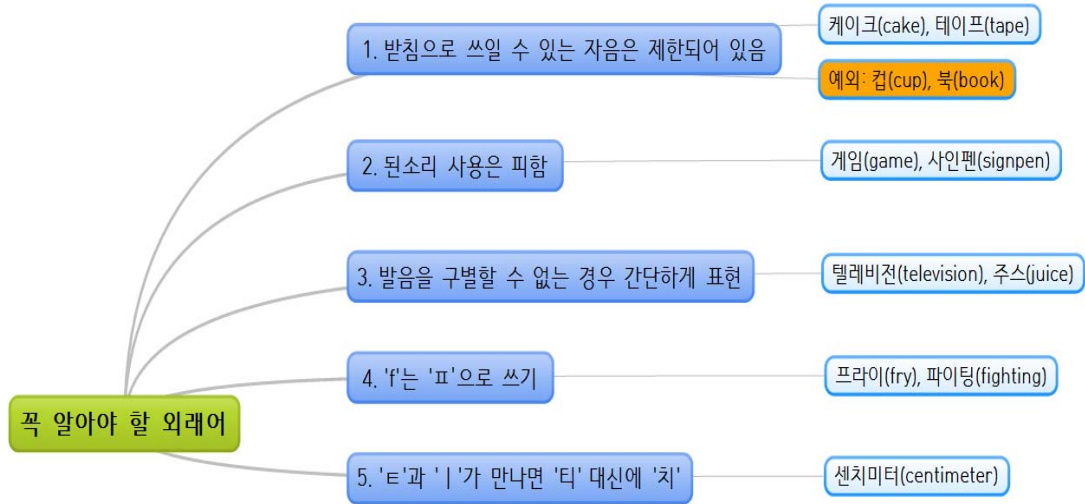 1. 받침으로 쓰일 수 있는 자음은 제한되어 있음
케이크(cake), 테이프(tape)
예외: 컵(cup), 북(book)
2. 된소리 사용은 피함
게임(game), 사인펜(signpen)
3. 발음을 구별할 수 없는 경우 간단하게 표현
텔레비전(television), 주스(juice)
4. 'f'는 'ㅍ'으로 쓰기
프라이(fry), 파이팅(fighting)
꼭 알아야 할 외래어
5. 'ㅌ'과 'ㅣ'가 만나면 '티' 대신에 '치'
센치미터(centimeter)